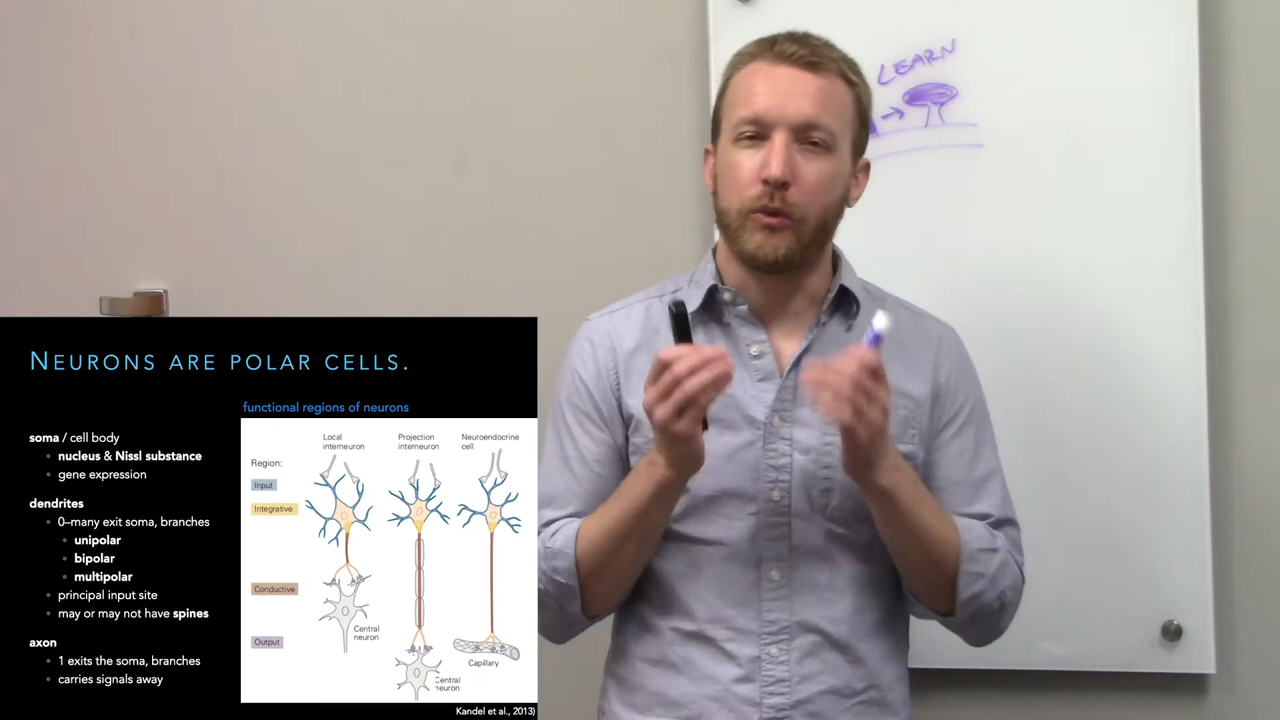 LEARN
NEURONS ARE POLAR CELLS.
functional regions of neurons
soma / cell body
• nucleus & Nissl substance
• gene expression
dendrites
• 0–many exit soma, branches
• unipolar
• bipolar
• multipolar
• principal input site
• may or may not have spines
axon
• 1 exits the soma, branches
• carries signals away
Local
interneuron
Projection
interneuron
Neuroendocrine
cell
Region:
Input
Integrative
Conductive
Output
Central
neuron
Central
neuron
Capillary
Kandel et al., 2013)